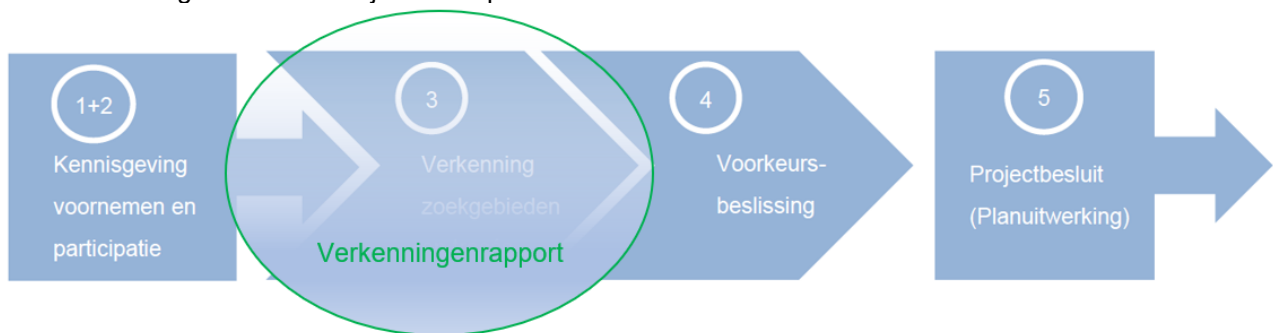 1+2
Kennisgeving
voornemen en
participatie
3
Verkenning
zoekgebieden
Verkenningenrapport
4
Voorkeurs-
beslissing
5
Projectbesluit
(Planuitwerking)